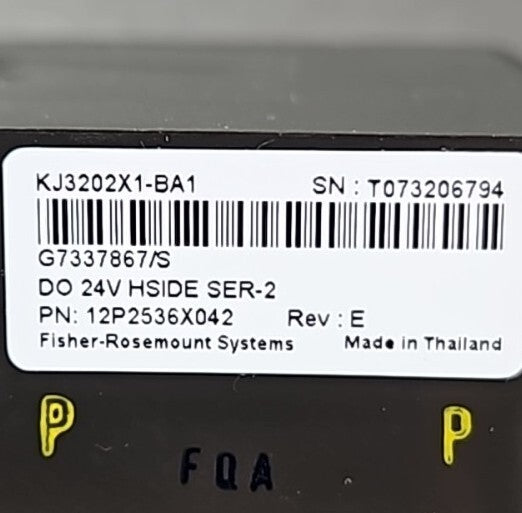 KJ3202X1-BA1 SN : T073206794
G7337867/S
DO 24V HSIDE SER-2
PN: 12P2536X042 Rev : E
Fisher-Rosemount Systems Made in Thailand
P P
FQA